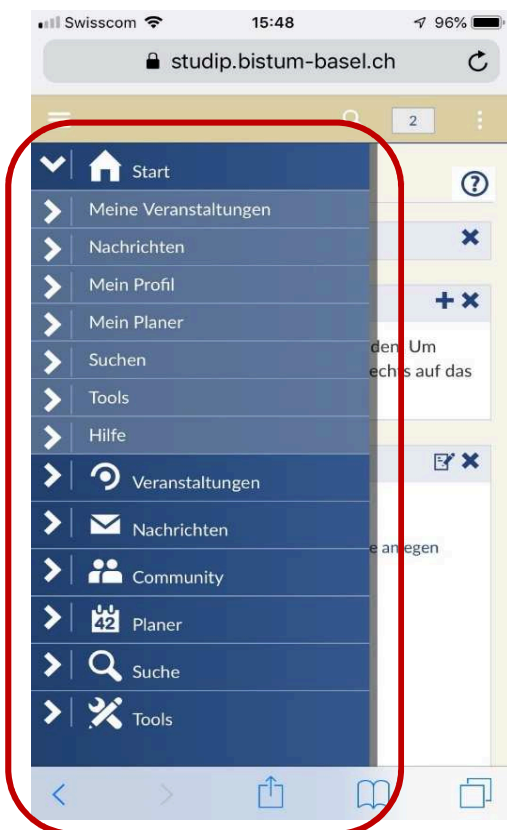 Swisscom 15:48 96%
studip.bistum-basel.ch
2
Start
Meine Veranstaltungen
Nachrichten
Mein Profil
Mein Planer
den. Um
Suchen
echts auf das
Tools
Hilfe
Veranstaltungen
Nachrichten
e anlegen
Community
42 Planer
Suche
Tools